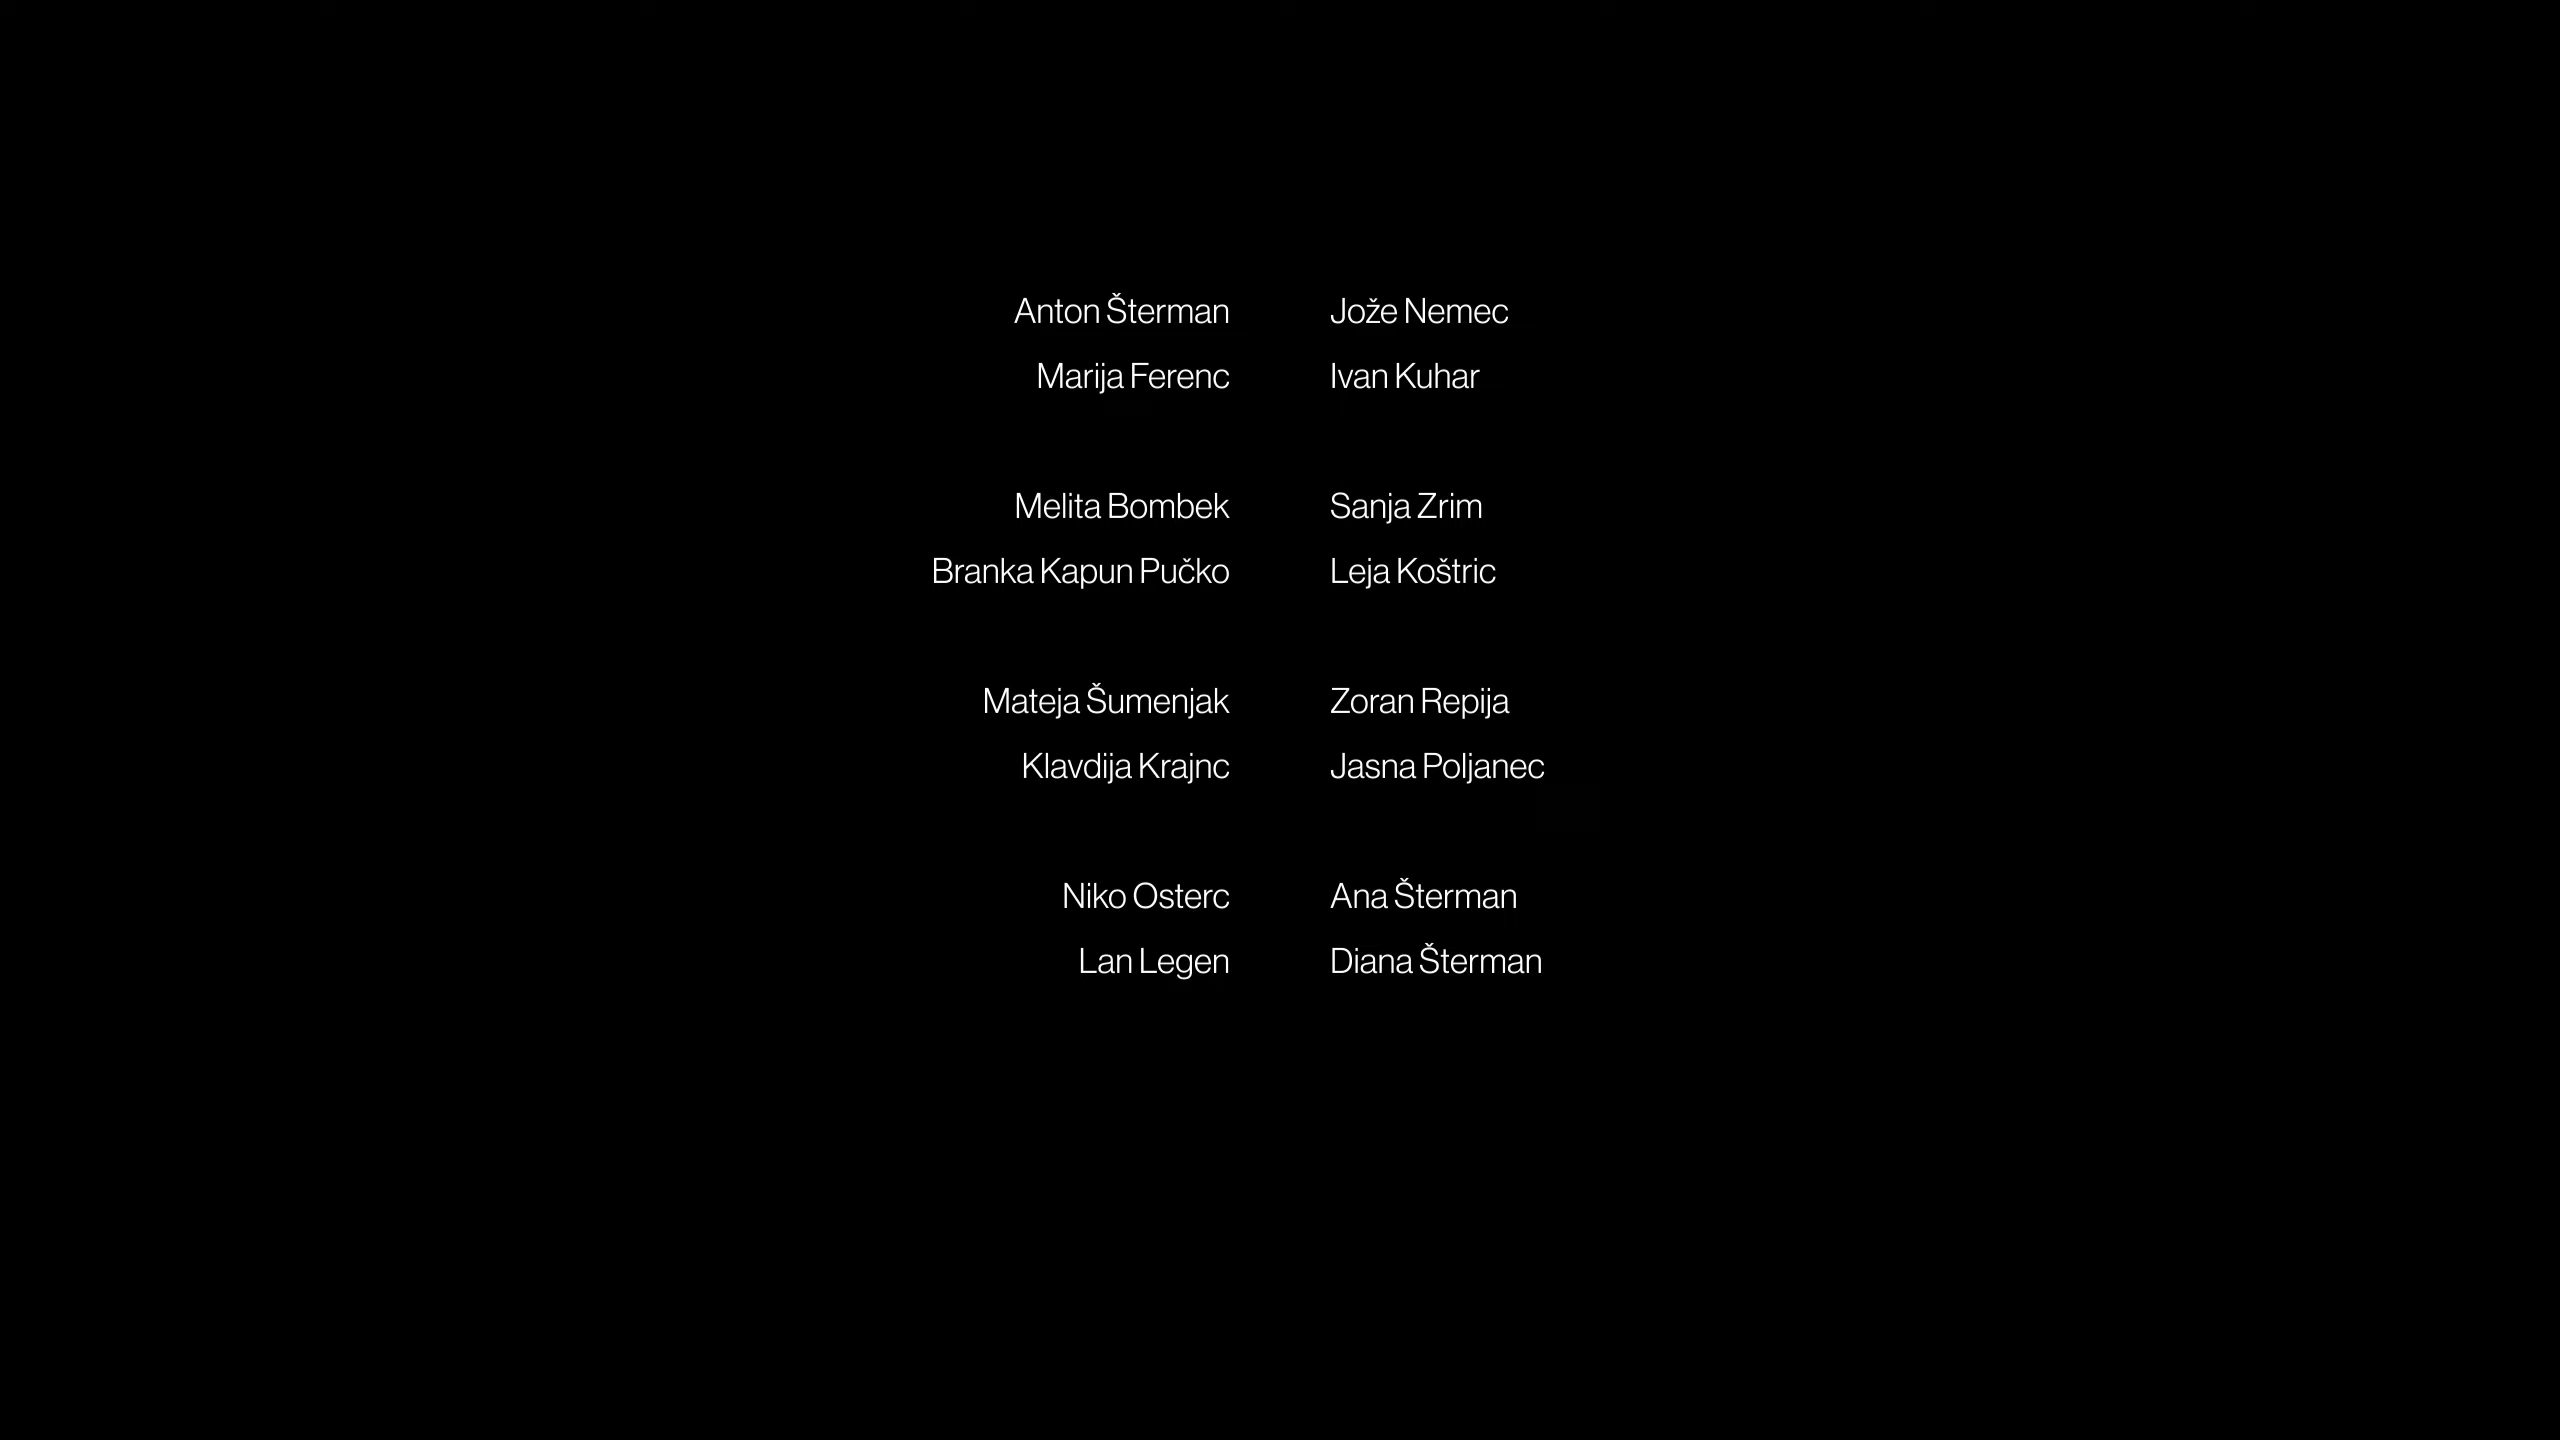 Anton Šterman Jože Nemec
Marija Ferenc Ivan Kuhar
Melita Bombek Sanja Zrim
Branka Kapun Pučko Leja Koštric
Mateja Šumenjak Zoran Repija
Klavdija Krajnc Jasna Poljanec
Niko Osterc Ana Šterman
Lan Legen Diana Šterman